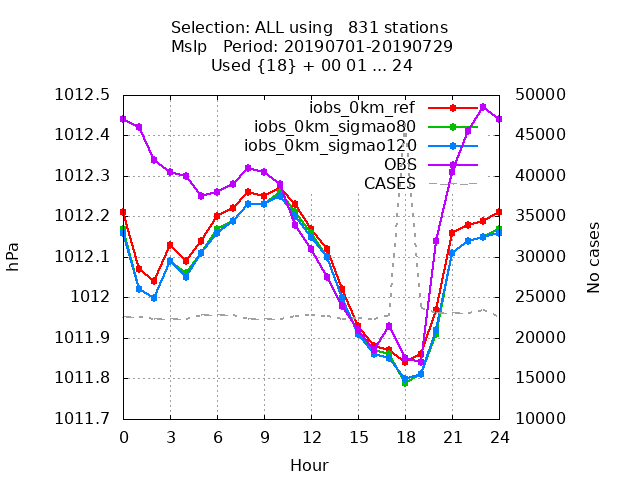 Selection: ALL using   831 stations
Mslp   Period: 20190701-20190729
Used {18} + 00 01 ... 24
1012.5
1012.4
1012.3
1012.2
1012.1
1012
1011.9
1011.8
1011.7
hPa
iobs_0km_ref
iobs_0km_sigmao80
iobs_0km_sigmao120
OBS
CASES
50000
45000
40000
35000
30000
25000
20000
15000
10000
No cases
0 3 6 9 12 15 18 21 24
Hour